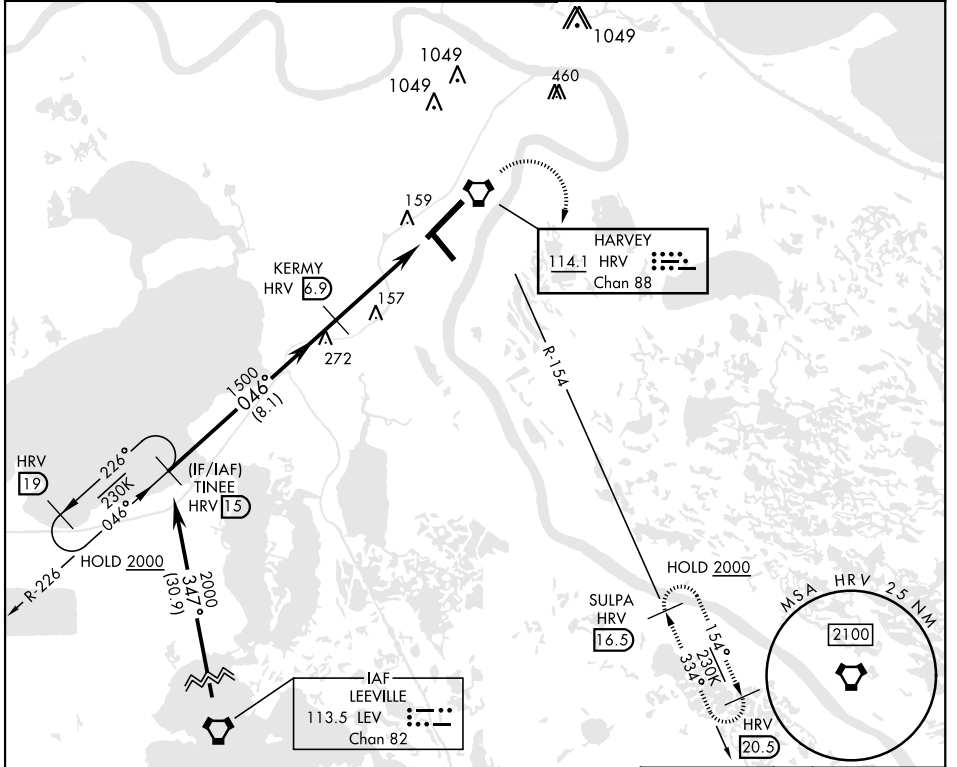 1049
1049
1049
460
159
HARVEY
114.1 HRV
Chan 88
KERMY
HRV 6.9
157
272
R-154
1500
046°
(8.1)
HRV
19
226°
230K
046°
(IF/IAF)
TINEE
HRV 15
HOLD 2000
R-226
2000
347°
(30.9)
HOLD 2000
SULPA
HRV
16.5
154°
230K
334°
HRV
20.5
MSA HRV 25 NM
2100
IAF
LEEVILLE
113.5 LEV
Chan 82